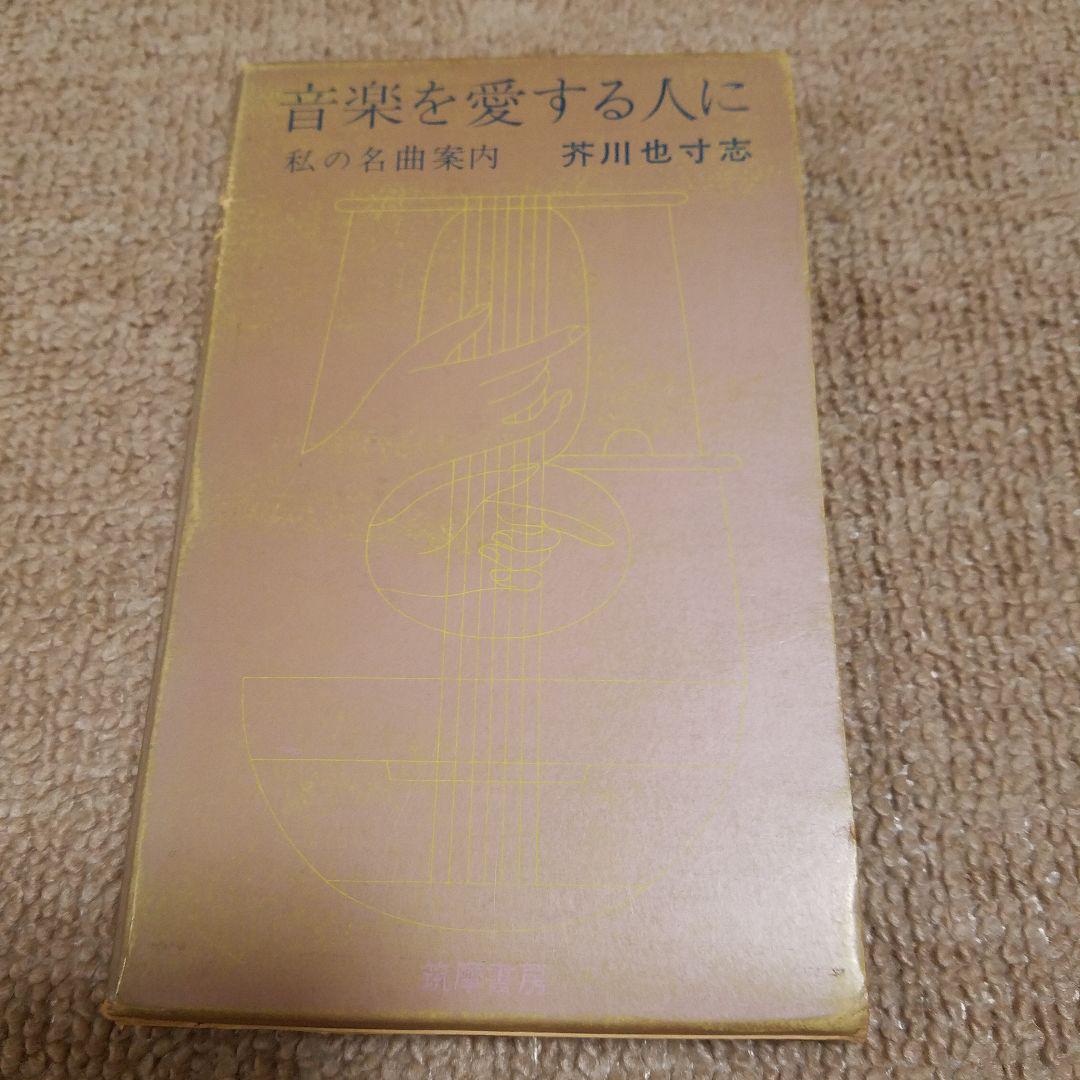 音楽を愛する人に
私の名曲案内 芥川也寸志
筑摩書房